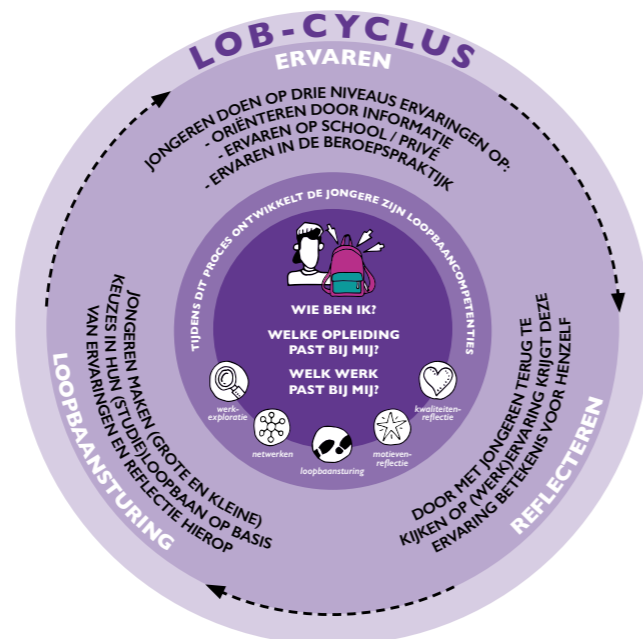 LOB-CYCLUS
ERVAREN
JONGEREN DOEN OP DRIE NIVEAUS ERVARINGEN OP:
- ORIËNTEREN DOOR INFORMATIE
- ERVAREN OP SCHOOL / PRIVÉ
- ERVAREN IN DE BEROEPSPRAKTIJK
REFLECTEREN
DOOR MET JONGEREN TERUG TE
KIJKEN OP (WERK)ERVARING KRIJGT DEZE
ERVARING BETEKENIS VOOR HENZELF
LOOPBAANSTURING
JONGEREN MAKEN (GROTE EN KLEINE)
KEUZES IN HUN (STUDIE)LOOPBAAN OP BASIS
VAN ERVARINGEN EN REFLECTIE HIEROP
TIJDENS DIT PROCES ONTWIKKELT DE JONGERE ZIJN LOOPBAANCOMPETENTIES
WIE BEN IK?
WELKE OPLEIDING
PAST BIJ MIJ?
WELK WERK
PAST BIJ MIJ?
werk-
exploratie
netwerken
loopbaansturing
motieven-
reflectie
kwaliteiten-
reflectie